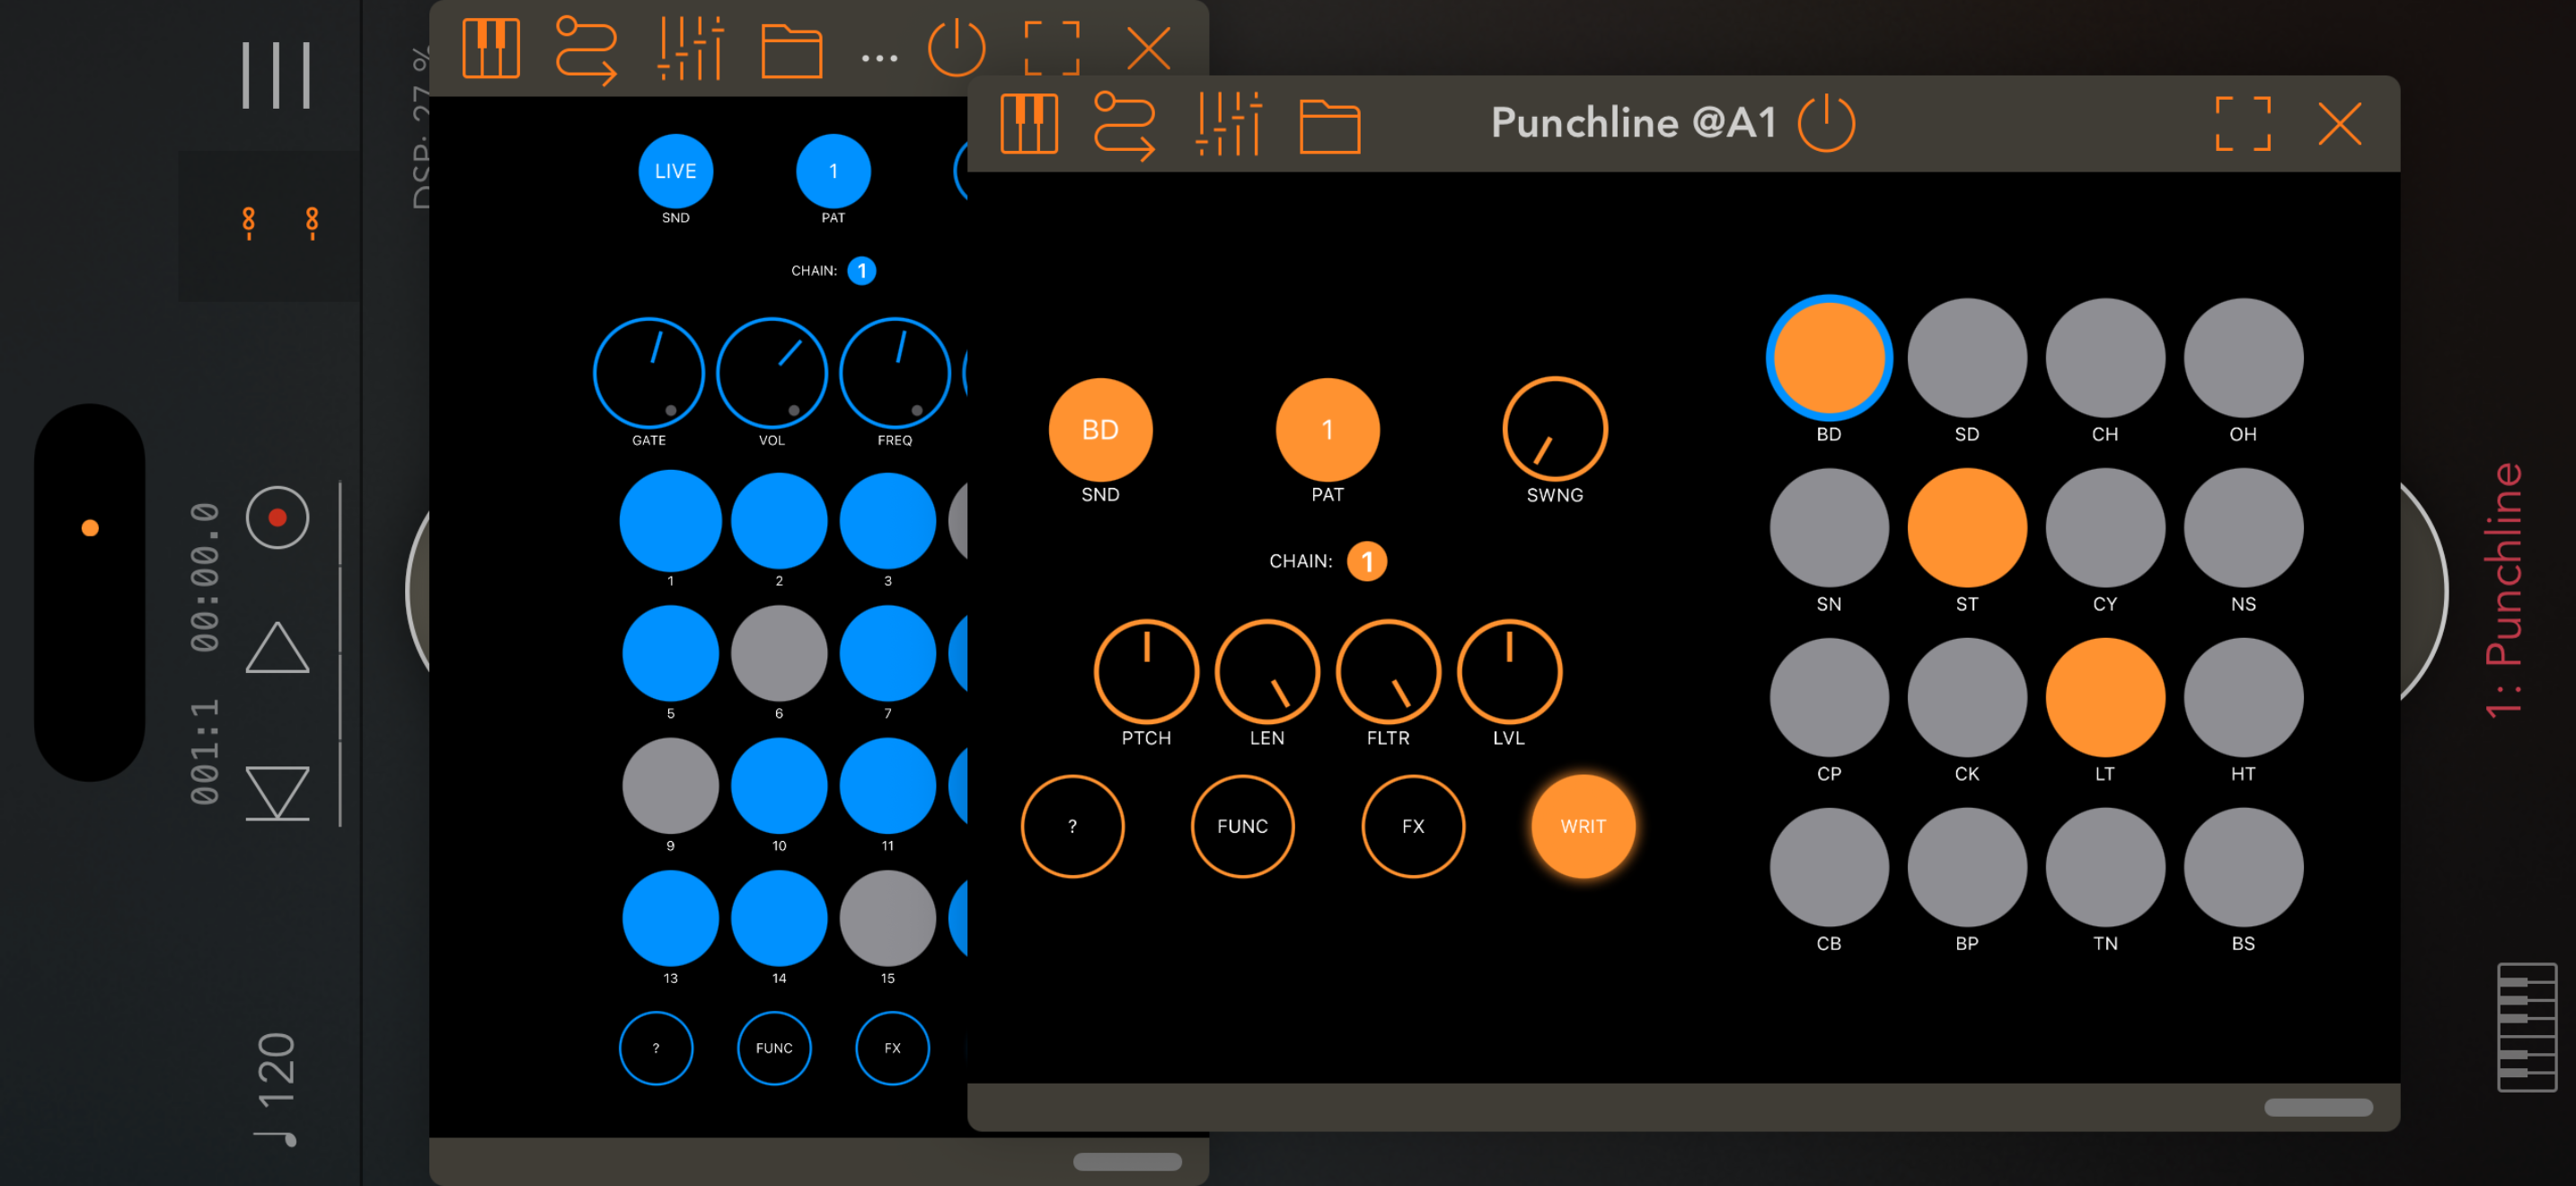 DSP: 27 %
001:1 00:00.0
120
...
LIVE 1
SND PAT
CHAIN: 1
GATE VOL FREQ
1 2 3
5 6 7
9 10 11
13 14 15
? FUNC FX
Punchline @A1
BD 1
SND PAT SWNG
CHAIN: 1
PTCH LEN FLTR LVL
? FUNC FX WRIT
BD SD CH OH
SN ST CY NS
CP CK LT HT
CB BP TN BS
1: Punchline